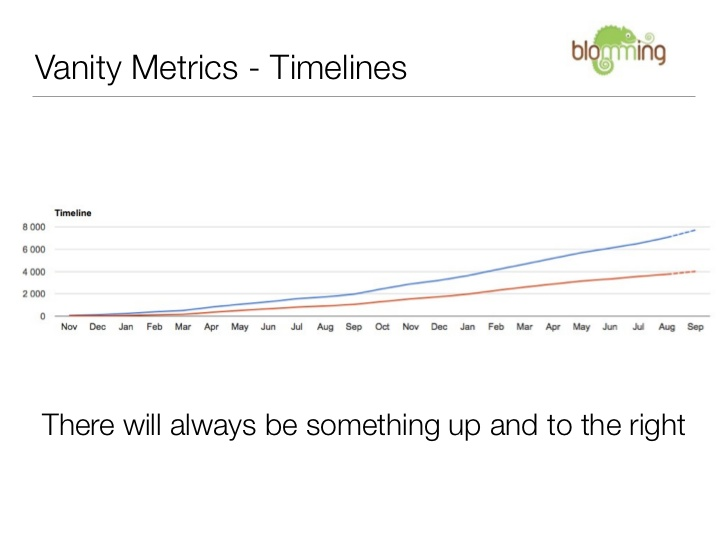 Vanity Metrics - Timelines
blomming
Timeline
8 000
6 000
4 000
2 000
0
Nov Dec Jan Feb Mar Apr May Jun Jul Aug Sep Oct Nov Dec Jan Feb Mar Apr May Jun Jul Aug Sep
There will always be something up and to the right